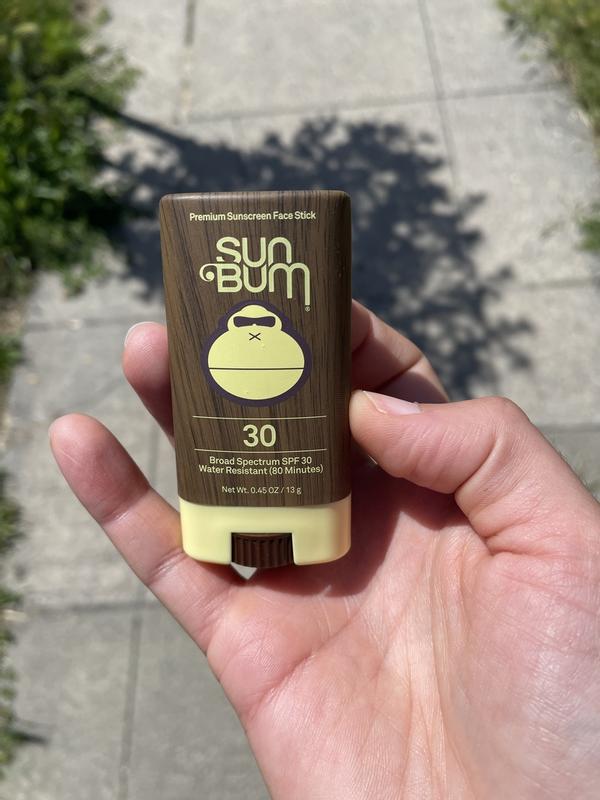 Premium Sunscreen Face Stick
SUN
BUM®
30
Broad Spectrum SPF 30
Water Resistant (80 Minutes)
Net Wt. 0.45 OZ / 13 g